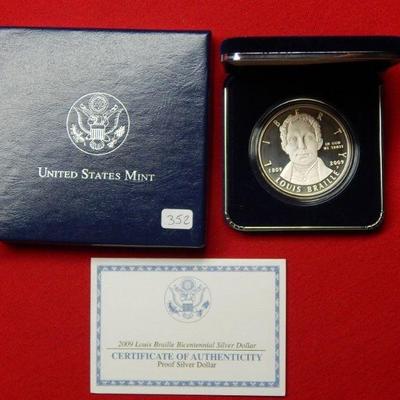 UNITED STATES MINT
352
LIBERTY
IN GOD
WE TRUST
1809
2009
LOUIS BRAILLE
2009 Louis Braille Bicentennial Silver Dollar
CERTIFICATE OF AUTHENTICITY
Proof Silver Dollar